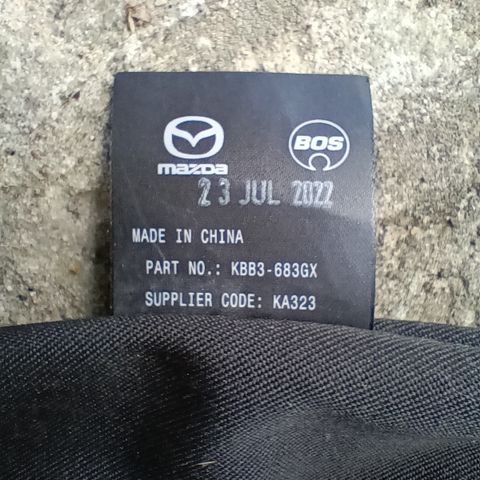 mazda BOS
23 JUL 2022
MADE IN CHINA
PART NO.: KBB3-683GX
SUPPLIER CODE: KA323